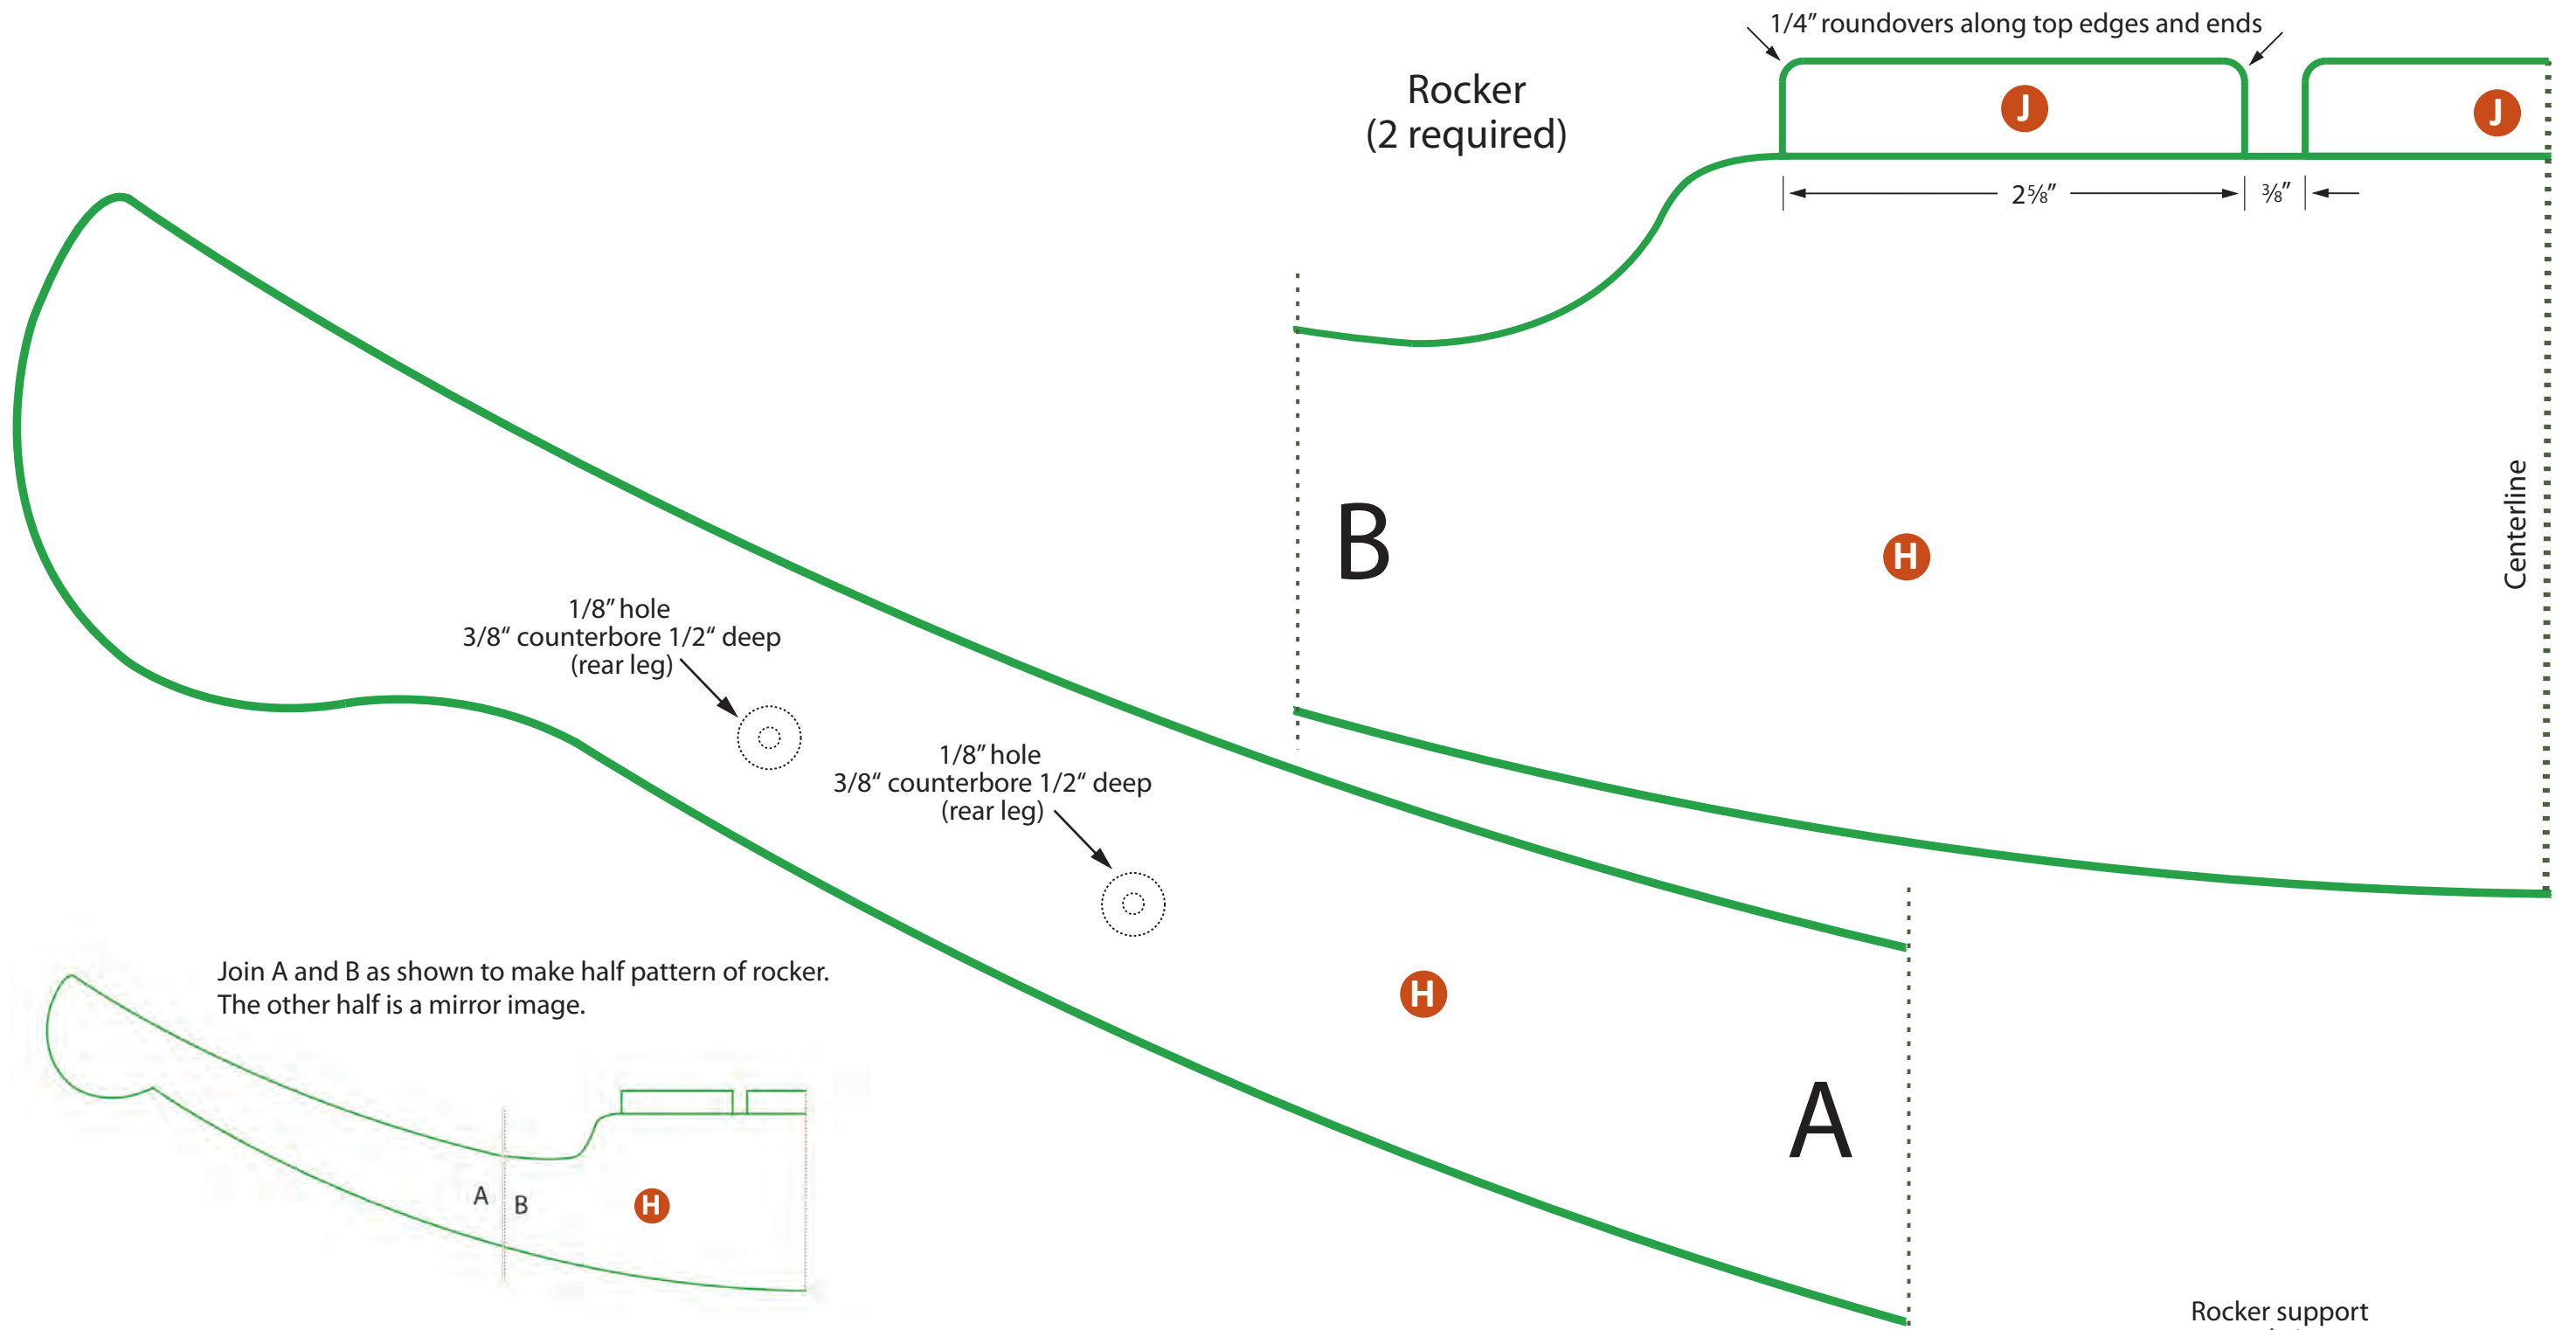 1/4” roundovers along top edges and ends
Rocker
(2 required)
J
J
2⅝”
⅜”
B
H
Centerline
1/8” hole
3/8“ counterbore 1/2“ deep
(rear leg)
1/8” hole
3/8“ counterbore 1/2“ deep
(rear leg)
H
A
Join A and B as shown to make half pattern of rocker.
The other half is a mirror image.
A
B
H
Rocker support